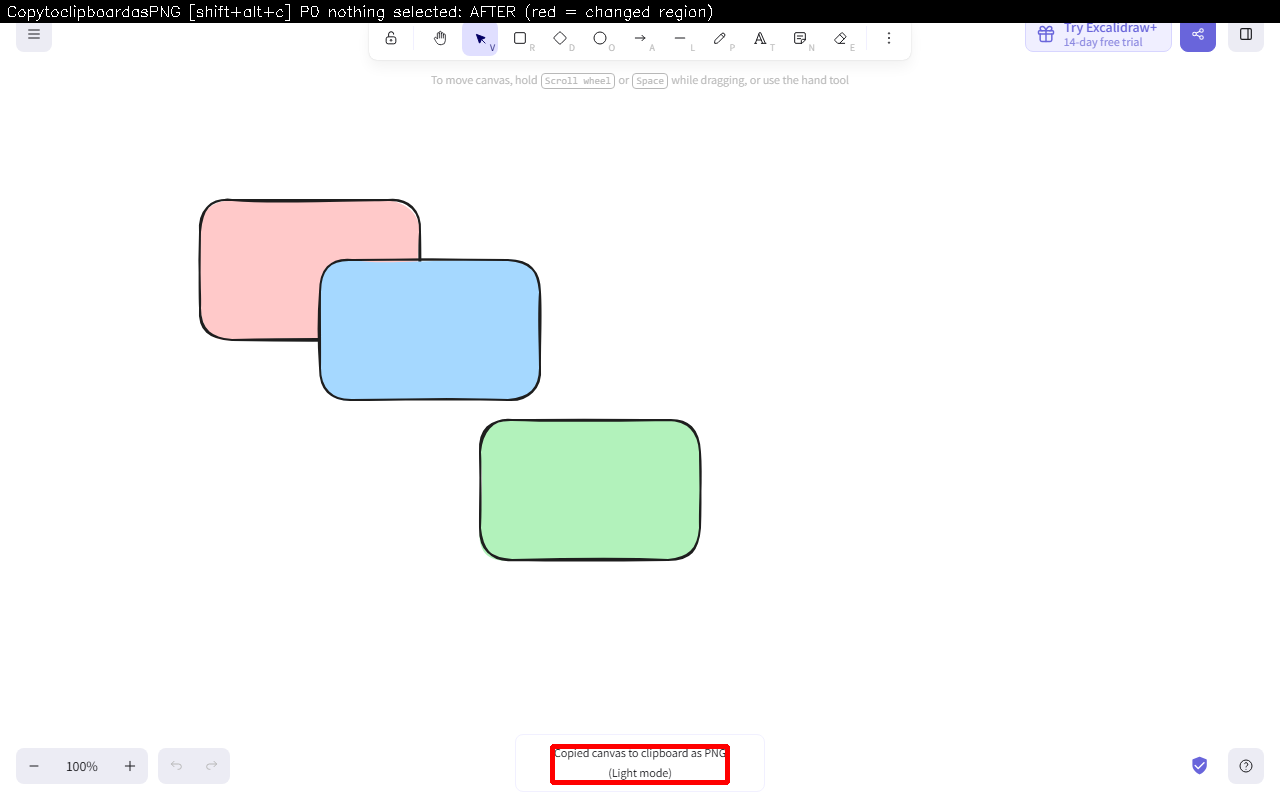 CopytoclipboardasPNG [shift+alt+c] P0 nothing selected: AFTER (red = changed region)
V R D O A L P T N E
Try Excalidraw+
14-day free trial
To move canvas, hold Scroll wheel or Space while dragging, or use the hand tool
Copied canvas to clipboard as PNG
(Light mode)
100%